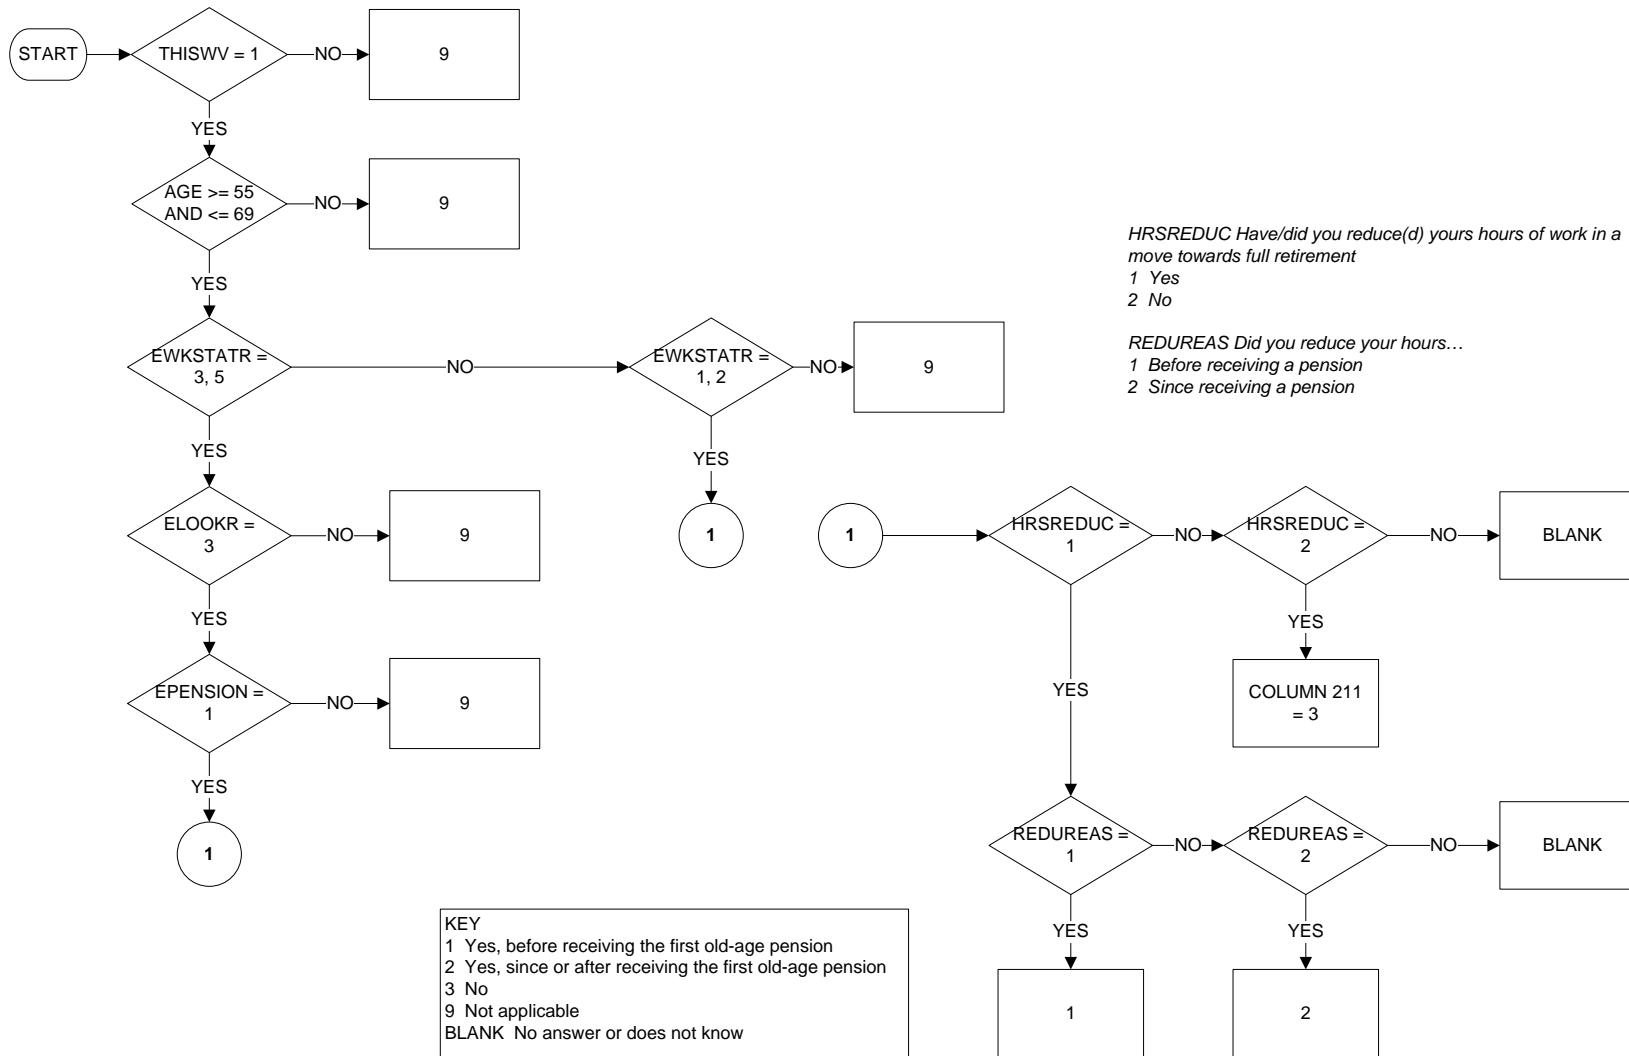 START
THISWV = 1
NO
9
YES
AGE >= 55
AND <= 69
NO
9
YES
HRSREDUC Have/did you reduce(d) yours hours of work in a
move towards full retirement
1 Yes
2 No
REDUREAS Did you reduce your hours…
1 Before receiving a pension
2 Since receiving a pension
EWKSTATR =
3, 5
NO
EWKSTATR =
1, 2
NO
9
YES
YES
ELOOKR =
3
NO
9
1
1
HRSREDUC =
1
NO
HRSREDUC =
2
NO
BLANK
YES
YES
EPENSION =
1
NO
9
YES
COLUMN 211
= 3
YES
1
REDUREAS =
1
NO
REDUREAS =
2
NO
BLANK
YES
YES
KEY
1 Yes, before receiving the first old-age pension
2 Yes, since or after receiving the first old-age pension
3 No
9 Not applicable
BLANK No answer or does not know
1
2